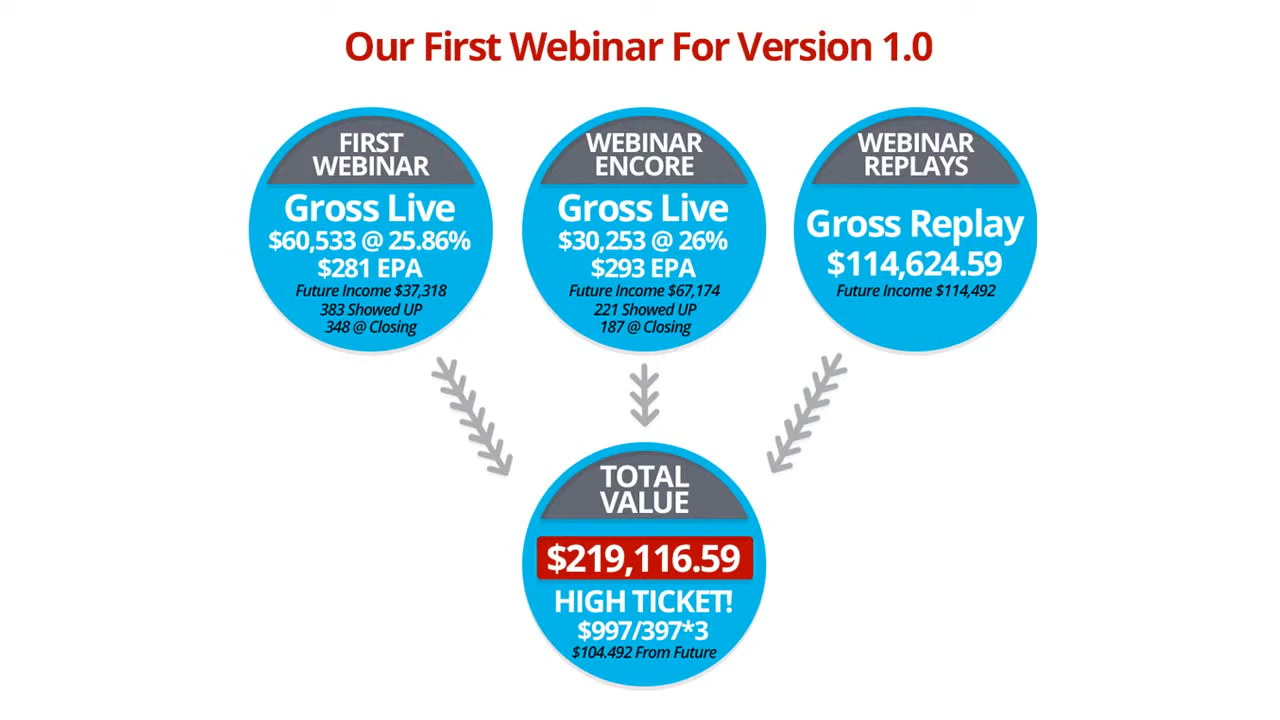 Our First Webinar For Version 1.0
FIRST
WEBINAR
Gross Live
$60,533 @ 25.86%
$281 EPA
Future Income $37,318
383 Showed UP
348 @ Closing
WEBINAR
ENCORE
Gross Live
$30,253 @ 26%
$293 EPA
Future Income $67,174
221 Showed UP
187 @ Closing
WEBINAR
REPLAYS
Gross Replay
$114,624.59
Future Income $114,492
TOTAL
VALUE
$219,116.59
HIGH TICKET!
$997/397*3
$104.492 From Future